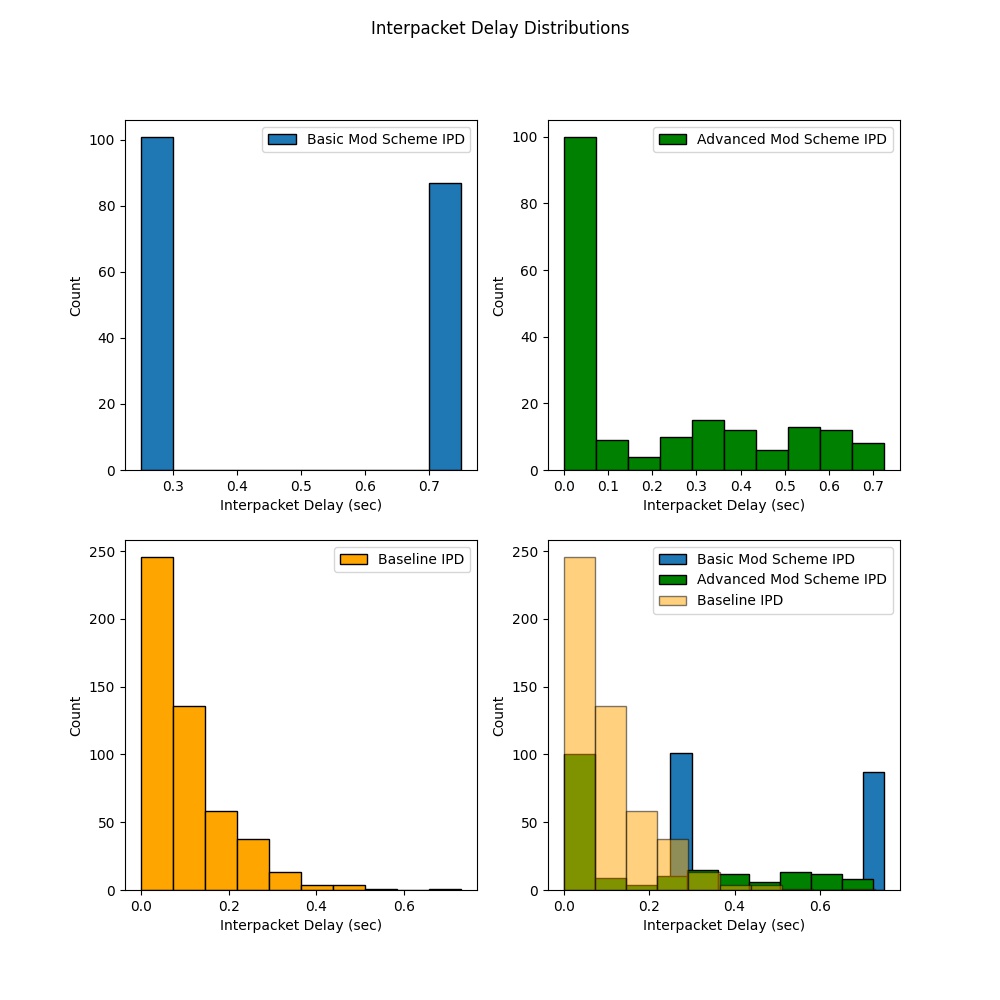 Interpacket Delay Distributions
Basic Mod Scheme IPD
100
80
60
40
20
0
Count
0.3 0.4 0.5 0.6 0.7
Interpacket Delay (sec)
Advanced Mod Scheme IPD
100
80
60
40
20
0
Count
0.0 0.1 0.2 0.3 0.4 0.5 0.6 0.7
Interpacket Delay (sec)
Baseline IPD
250
200
150
100
50
0
Count
0.0 0.2 0.4 0.6
Interpacket Delay (sec)
Basic Mod Scheme IPD
Advanced Mod Scheme IPD
Baseline IPD
250
200
150
100
50
0
Count
0.0 0.2 0.4 0.6
Interpacket Delay (sec)